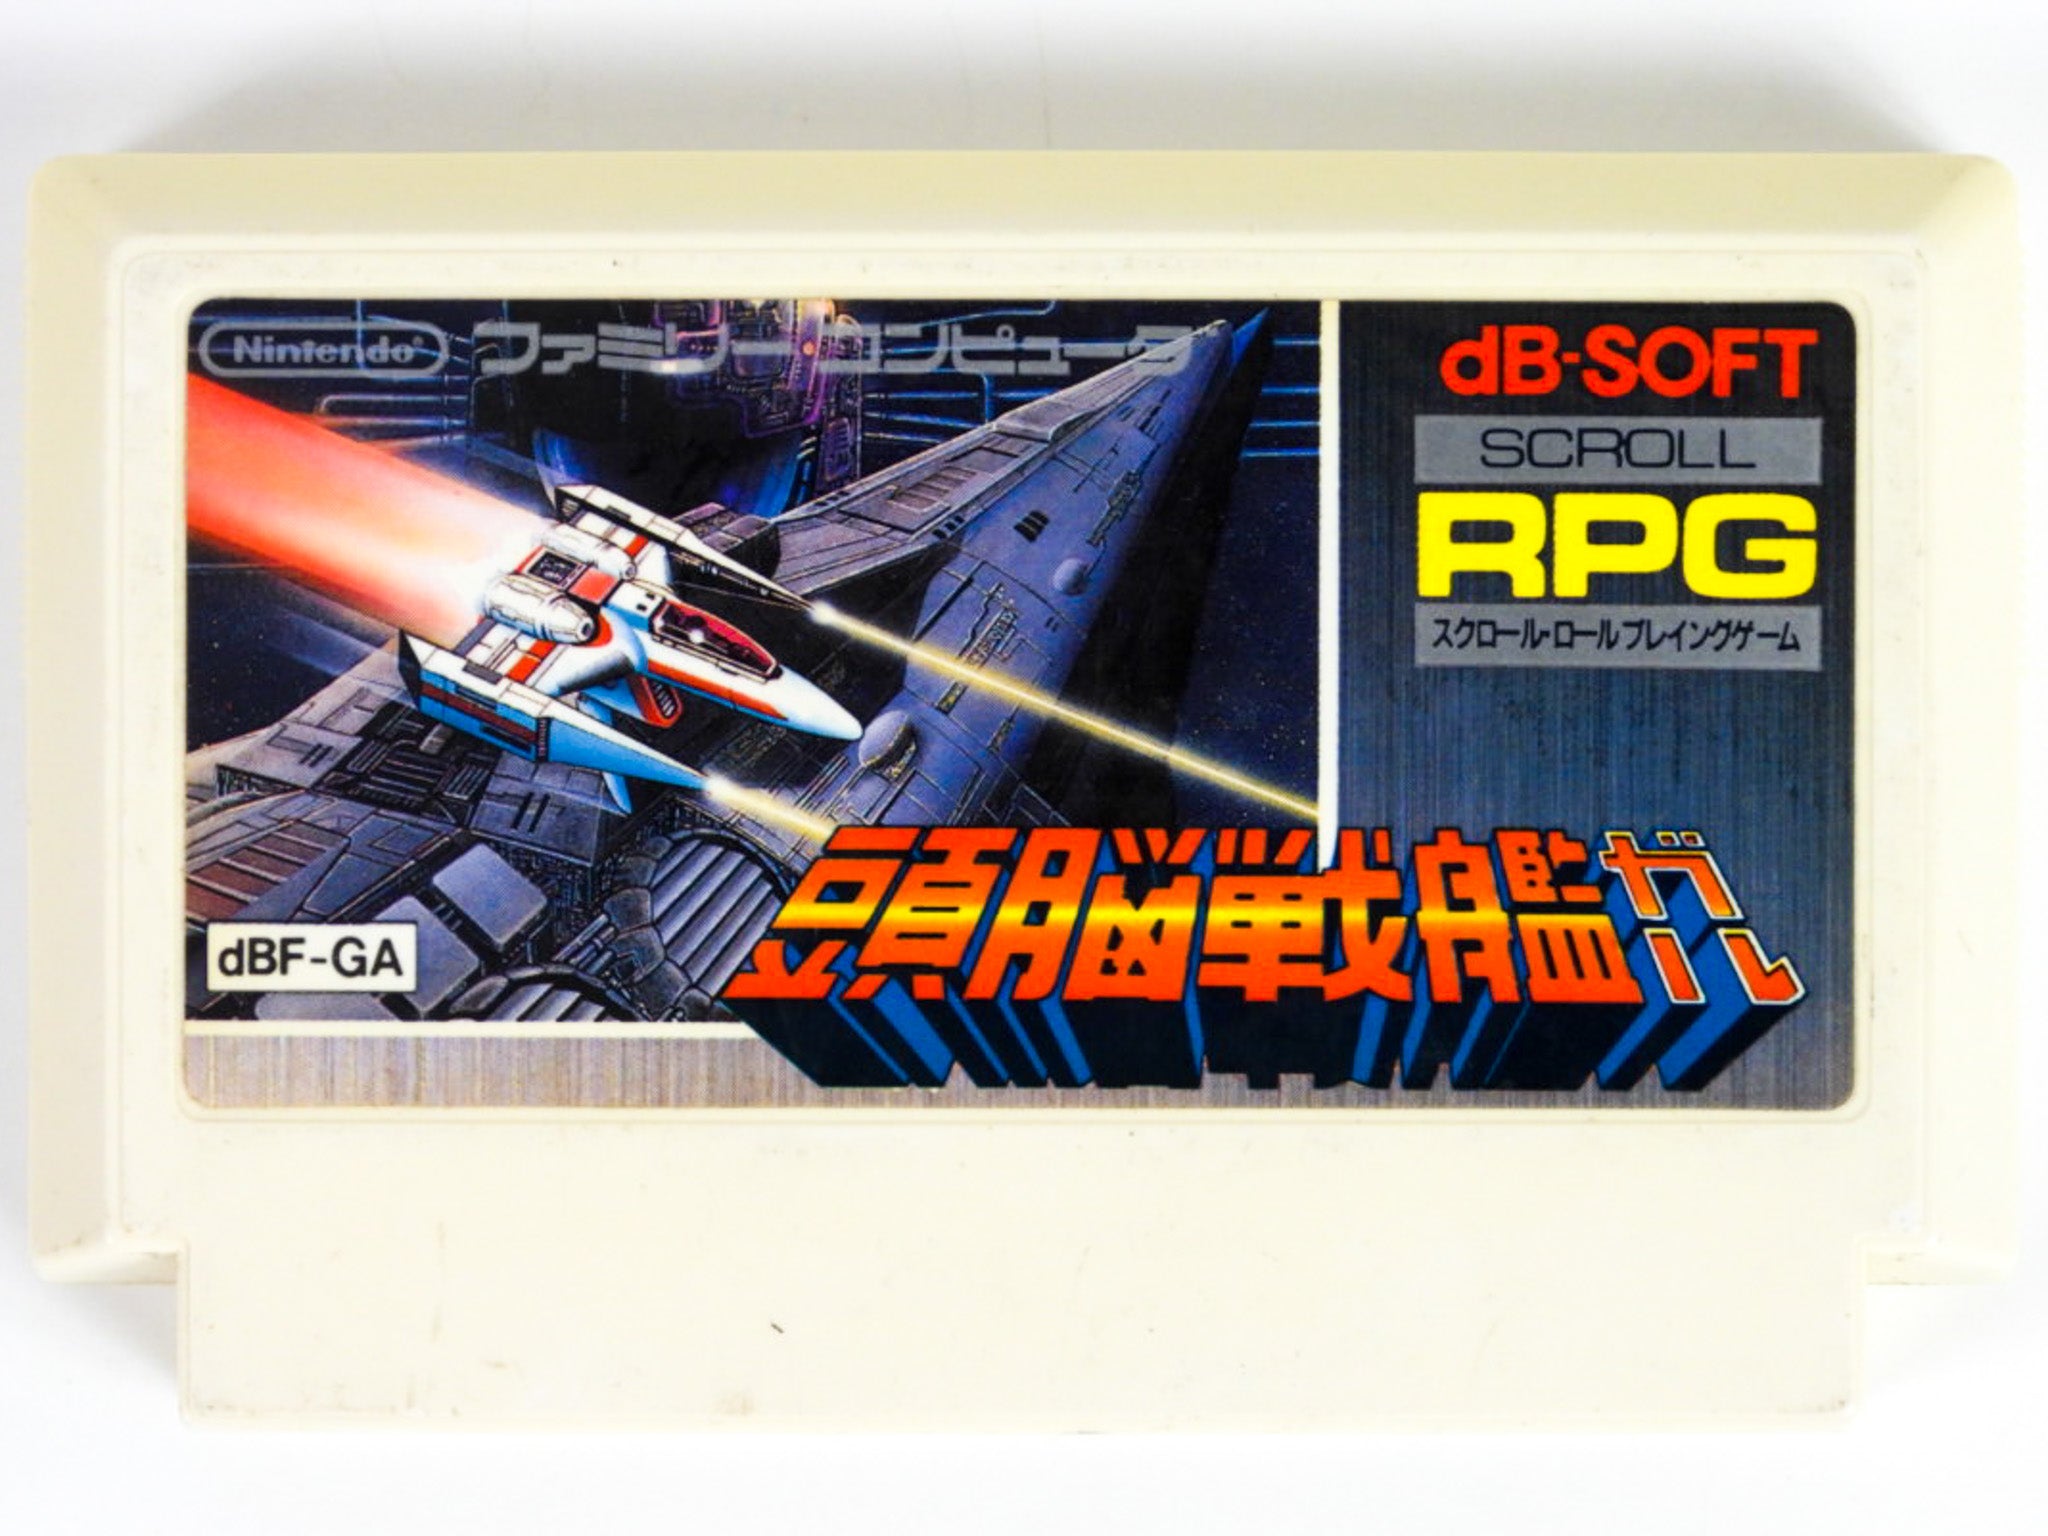 Nintendo® ファミリーコンピュータ
dB-SOFT
SCROLL
RPG
スクロール・ロールプレイングゲーム
頭脳戦艦ガル
dBF-GA